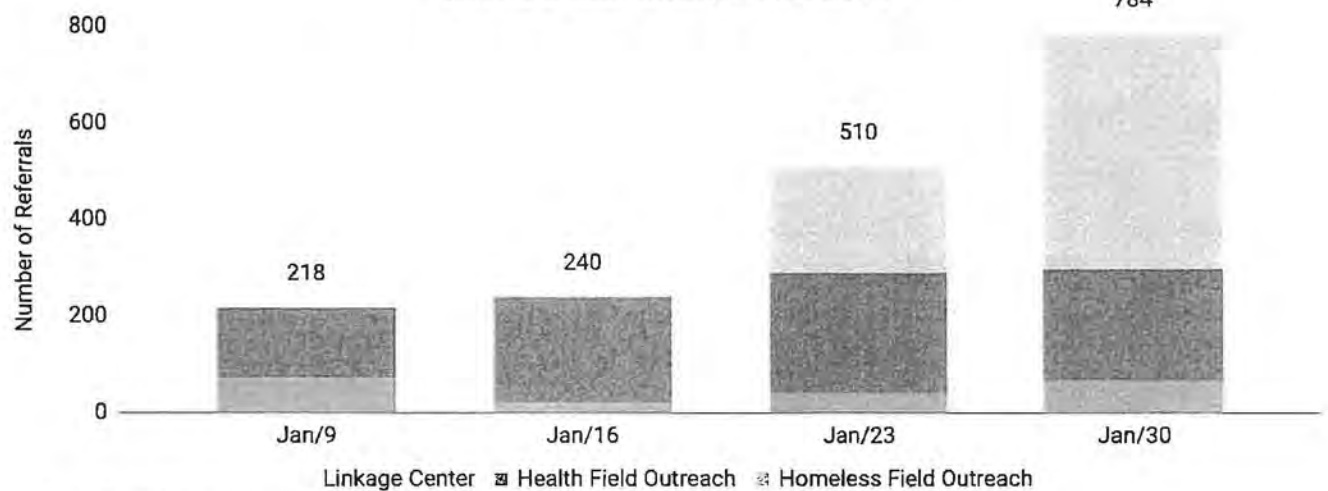 784
800
600
510
400
218
240
200
0
Number of Referrals
Jan/9
Jan/16
Jan/23
Jan/30
Linkage Center Health Field Outreach Homeless Field Outreach